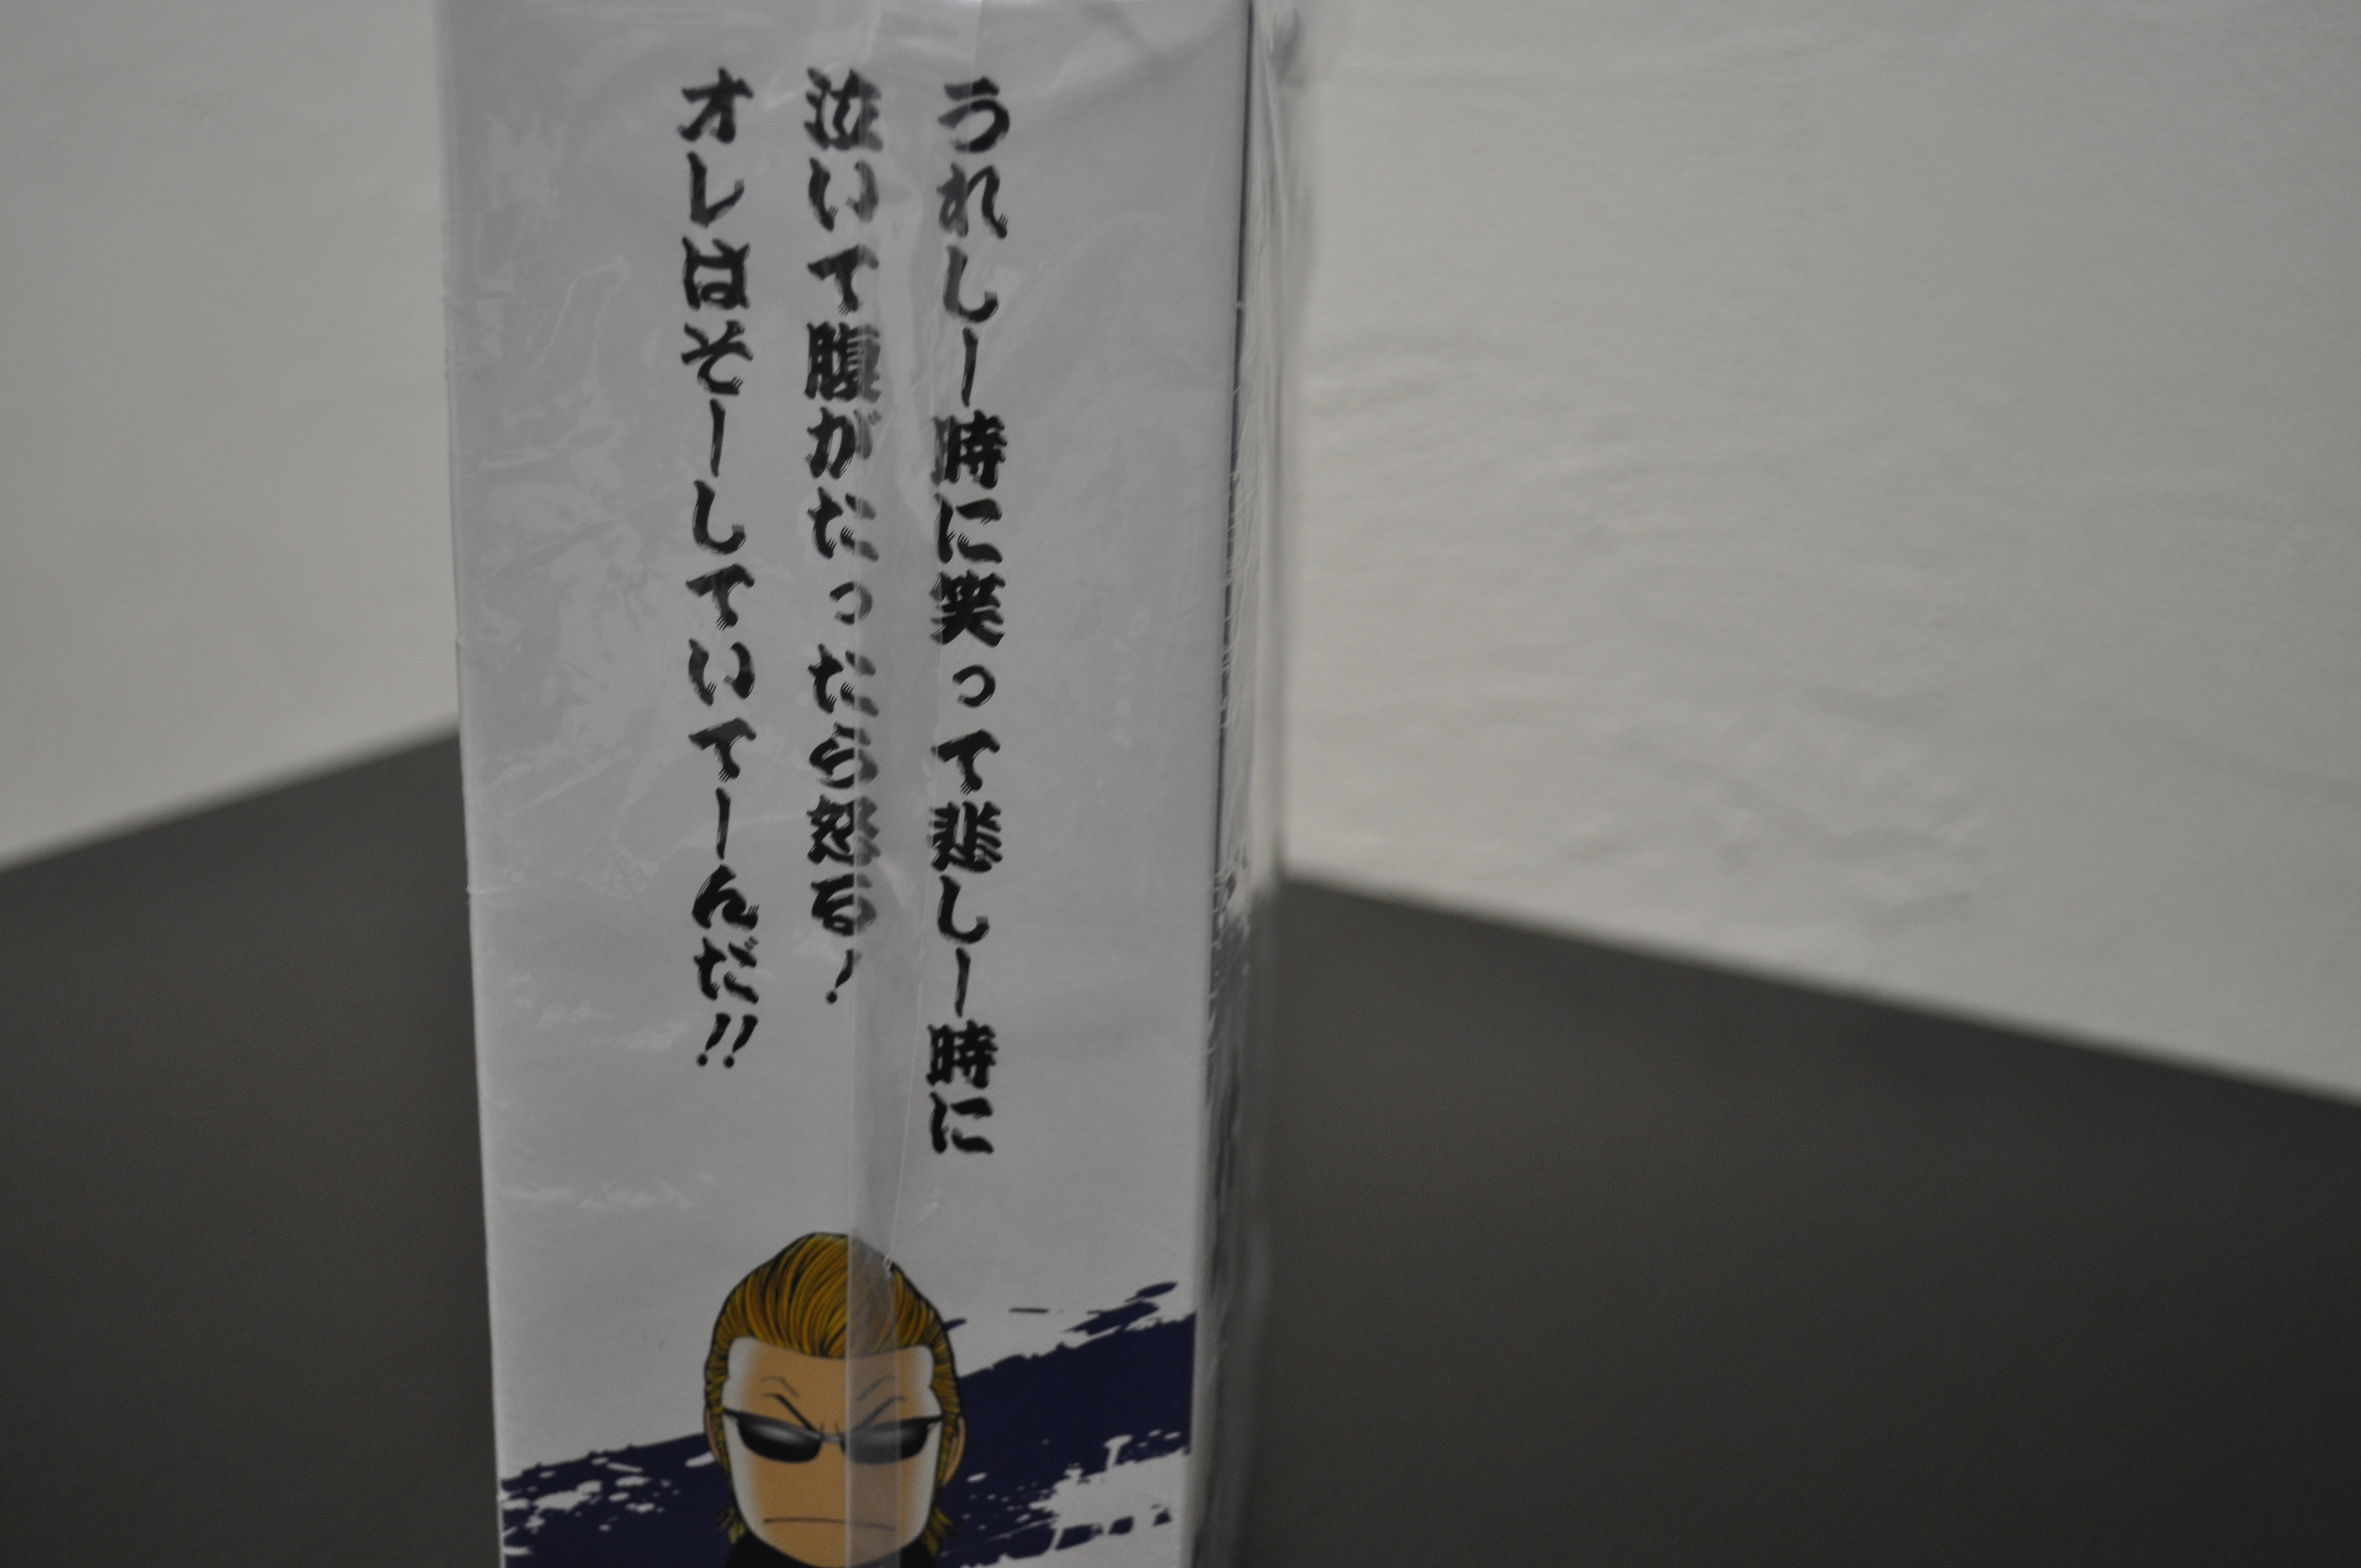 うれしー時に笑って悲しー時に
泣いて腹がたったら怒る!
オレはそーしていてーんだ!!